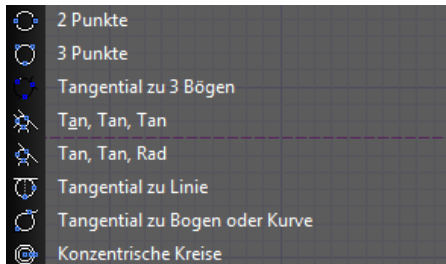 2 Punkte
3 Punkte
Tangential zu 3 Bögen
Tan, Tan, Tan
Tan, Tan, Rad
Tangential zu Linie
Tangential zu Bogen oder Kurve
Konzentrische Kreise